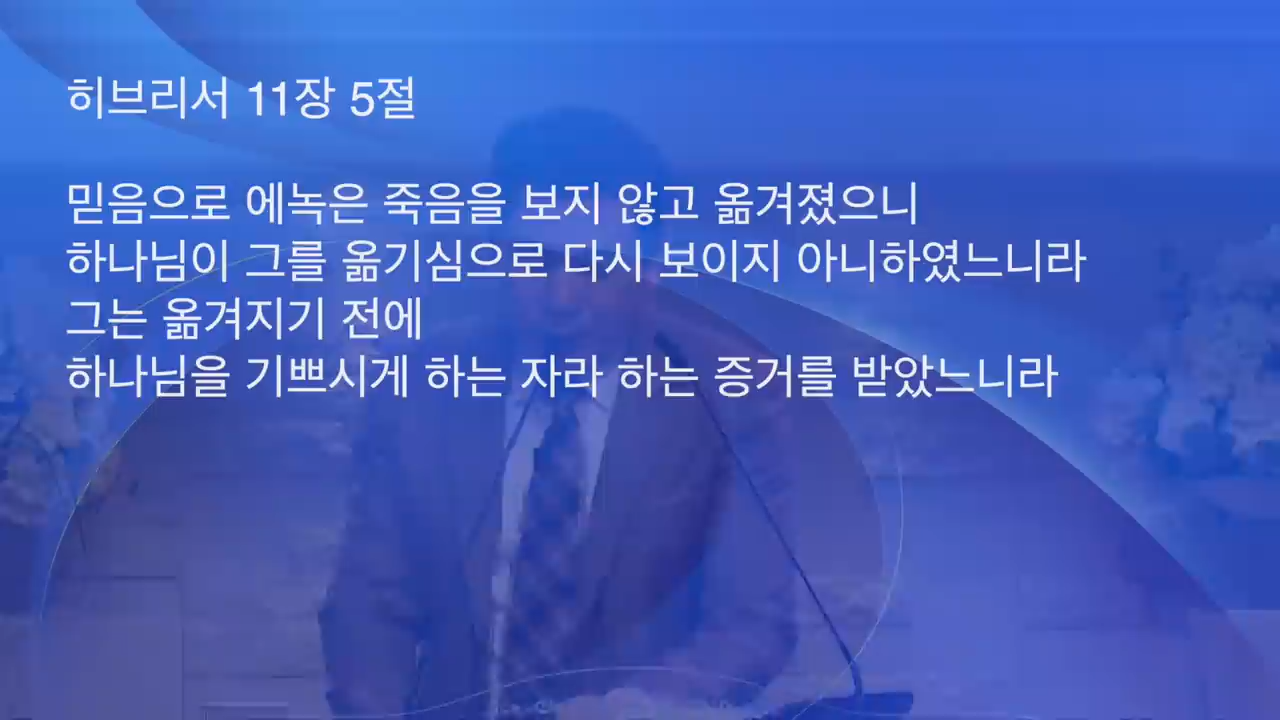 히브리서 11장 5절
믿음으로 에녹은 죽음을 보지 않고 옮겨졌으니
하나님이 그를 옮기심으로 다시 보이지 아니하였느니라
그는 옮겨지기 전에
하나님을 기쁘시게 하는 자라 하는 증거를 받았느니라